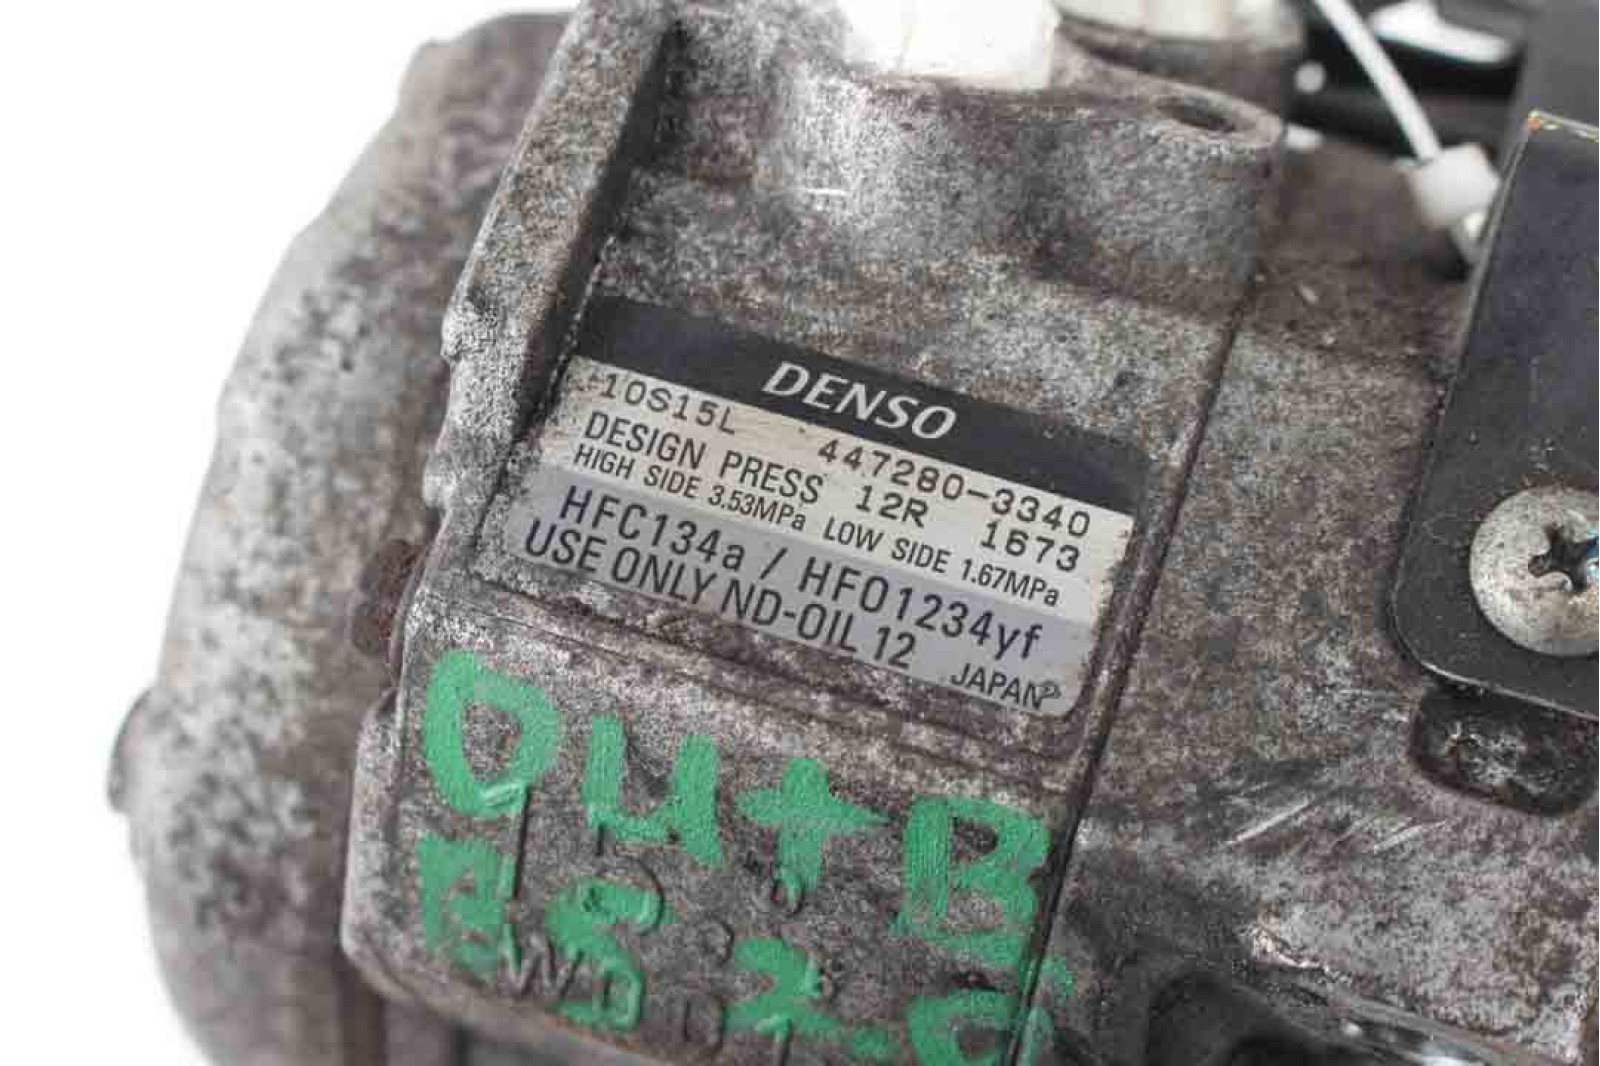 DENSO
10S15L 447280-3340
DESIGN PRESS 12R 1673
HIGH SIDE 3.53MPa LOW SIDE 1.67MPa
HFC134a / HFO1234yf
USE ONLY ND-OIL 12 JAPAN
OutB